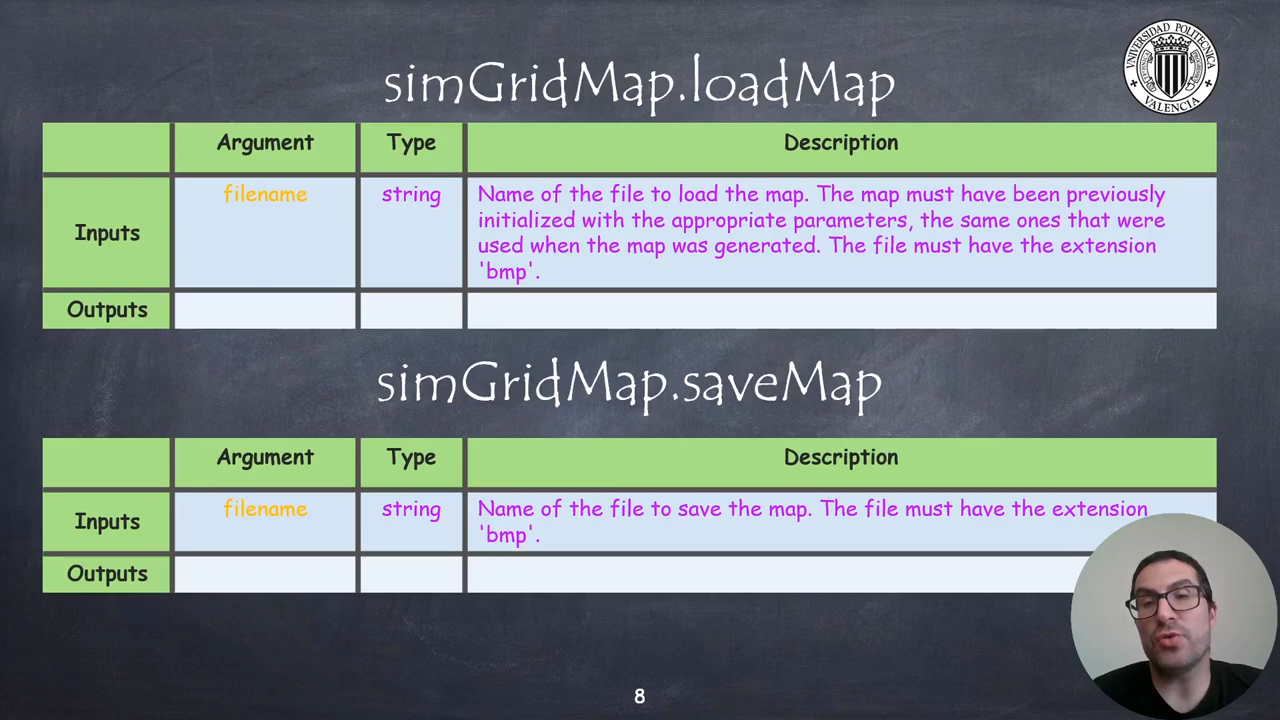 UNIVERSIDAD POLITECNICA
VALENCIA
simGridMap.loadMap
Argument Type Description
Inputs
filename string
Name of the file to load the map. The map must have been previously
initialized with the appropriate parameters, the same ones that were
used when the map was generated. The file must have the extension
'bmp'.
Outputs
simGridMap.saveMap
Argument Type Description
Inputs
filename string
Name of the file to save the map. The file must have the extension
'bmp'.
Outputs
8